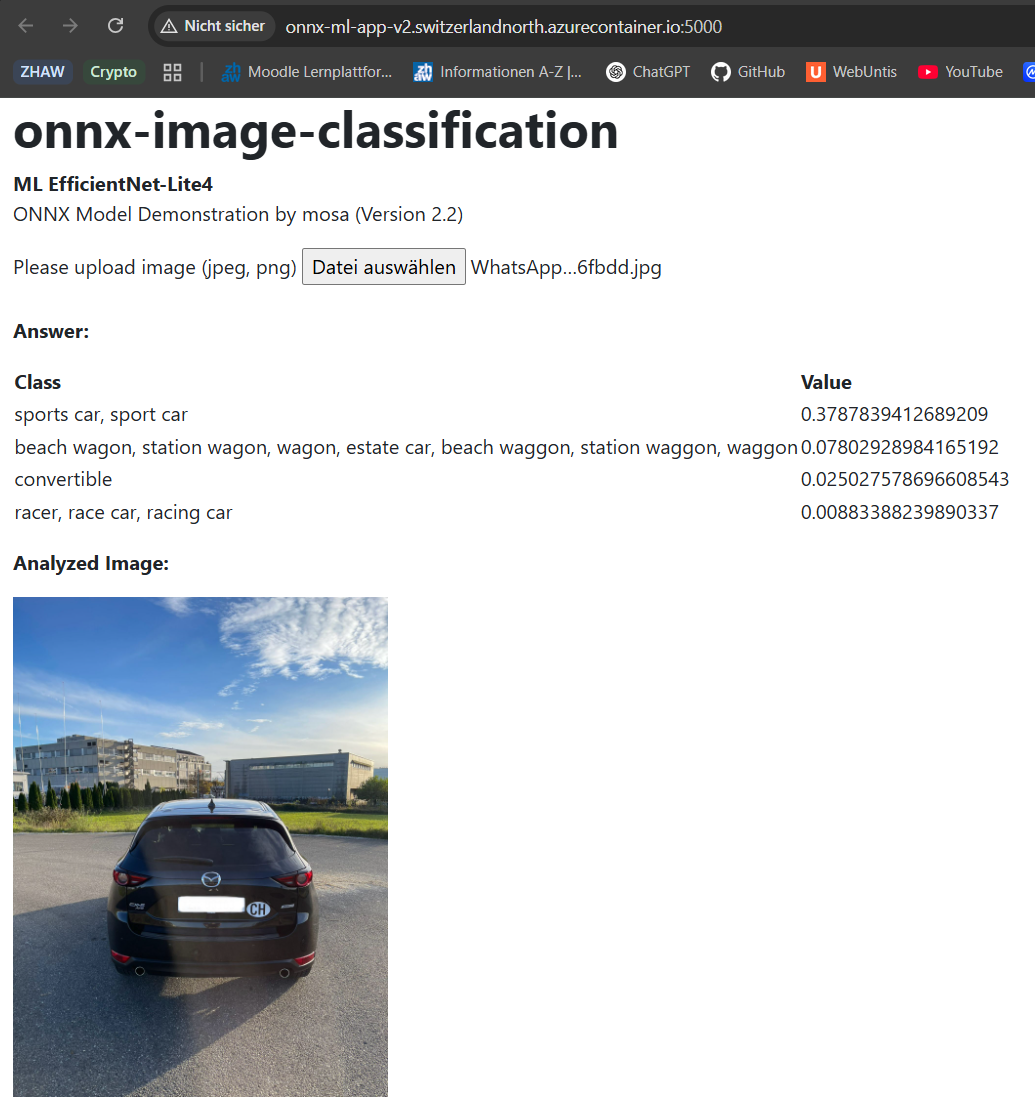 Nicht sicher onnx-ml-app-v2.switzerlandnorth.azurecontainer.io:5000
ZHAW Crypto zh aw Moodle Lernplattfor... zh aw Informationen A-Z |... ChatGPT GitHub U WebUntis YouTube
onnx-image-classification
ML EfficientNet-Lite4
ONNX Model Demonstration by mosa (Version 2.2)
Please upload image (jpeg, png) Datei auswählen WhatsApp...6fbdd.jpg
Answer:
Class Value
sports car, sport car 0.3787839412689209
beach wagon, station wagon, wagon, estate car, beach waggon, station waggon, waggon 0.07802928984165192
convertible 0.025027578696608543
racer, race car, racing car 0.00883388239890337
Analyzed Image:
CH